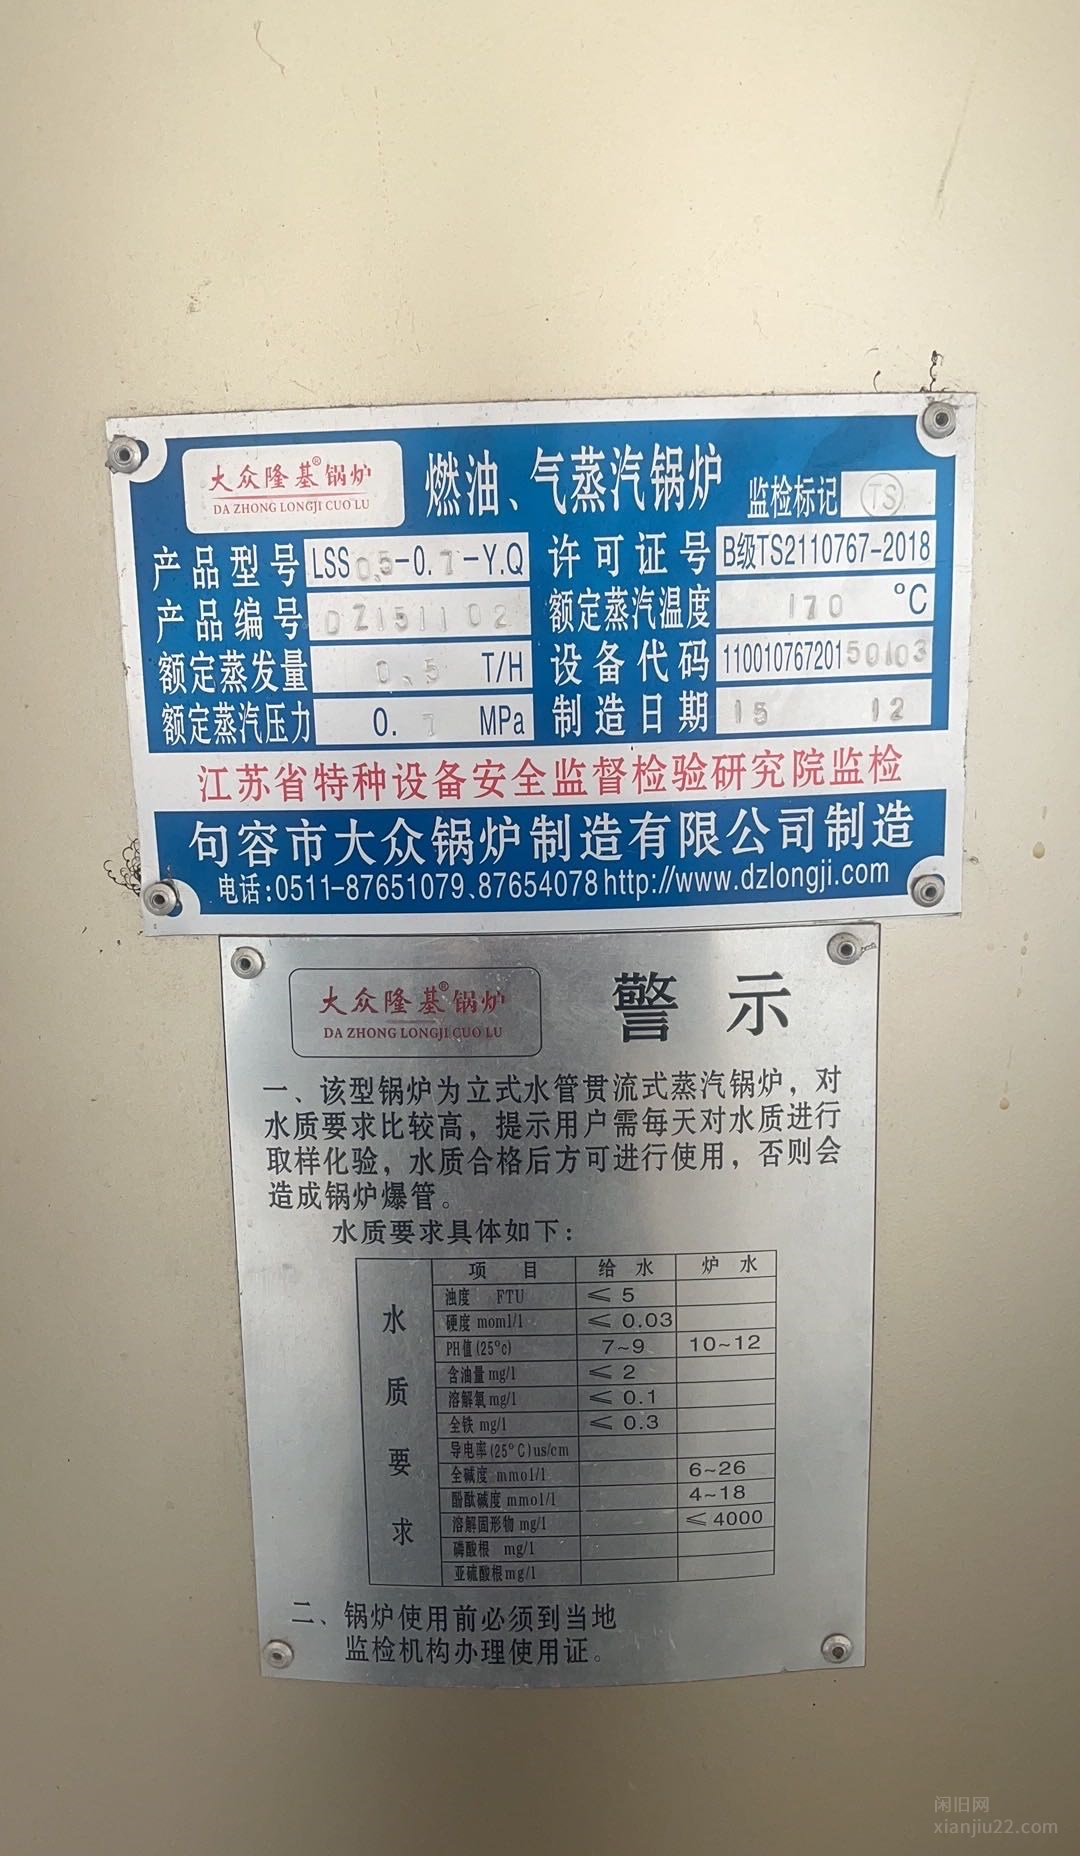 大众隆基®锅炉
DA ZHONG LONGJI CUO LU
燃油、气蒸汽锅炉
监检标记 TS
产品型号 LSS0.5-0.7-Y.Q 许可证号 B级TS2110767-2018
产品编号 DZ151102 额定蒸汽温度 170 °C
额定蒸发量 0.5 T/H 设备代码 11001076720150103
额定蒸汽压力 0.7 MPa 制造日期 15 12
江苏省特种设备安全监督检验研究院监检
句容市大众锅炉制造有限公司制造
电话:0511-87651079、87654078 http://www.dzlongji.com
大众隆基®锅炉
DA ZHONG LONGJI CUO LU
警 示
一、该型锅炉为立式水管贯流式蒸汽锅炉，对
水质要求比较高，提示用户需每天对水质进行
取样化验，水质合格后方可进行使用，否则会
造成锅炉爆管。
水质要求具体如下：
水质要求
项 目 给 水 炉 水
浊度 FTU ≤ 5
硬度 mom1/1 ≤ 0.03
PH值(25°c) 7~9 10~12
含油量 mg/1 ≤ 2
溶解氧 mg/1 ≤ 0.1
全铁 mg/1 ≤ 0.3
导电率(25°C)us/cm
全碱度 mmo1/1 6~26
酚酞碱度 mmo1/1 4~18
溶解固形物 mg/1 ≤ 4000
磷酸根 mg/1
亚硫酸根 mg/1
二、锅炉使用前必须到当地
监检机构办理使用证。
闲旧网
xianjiu22.com